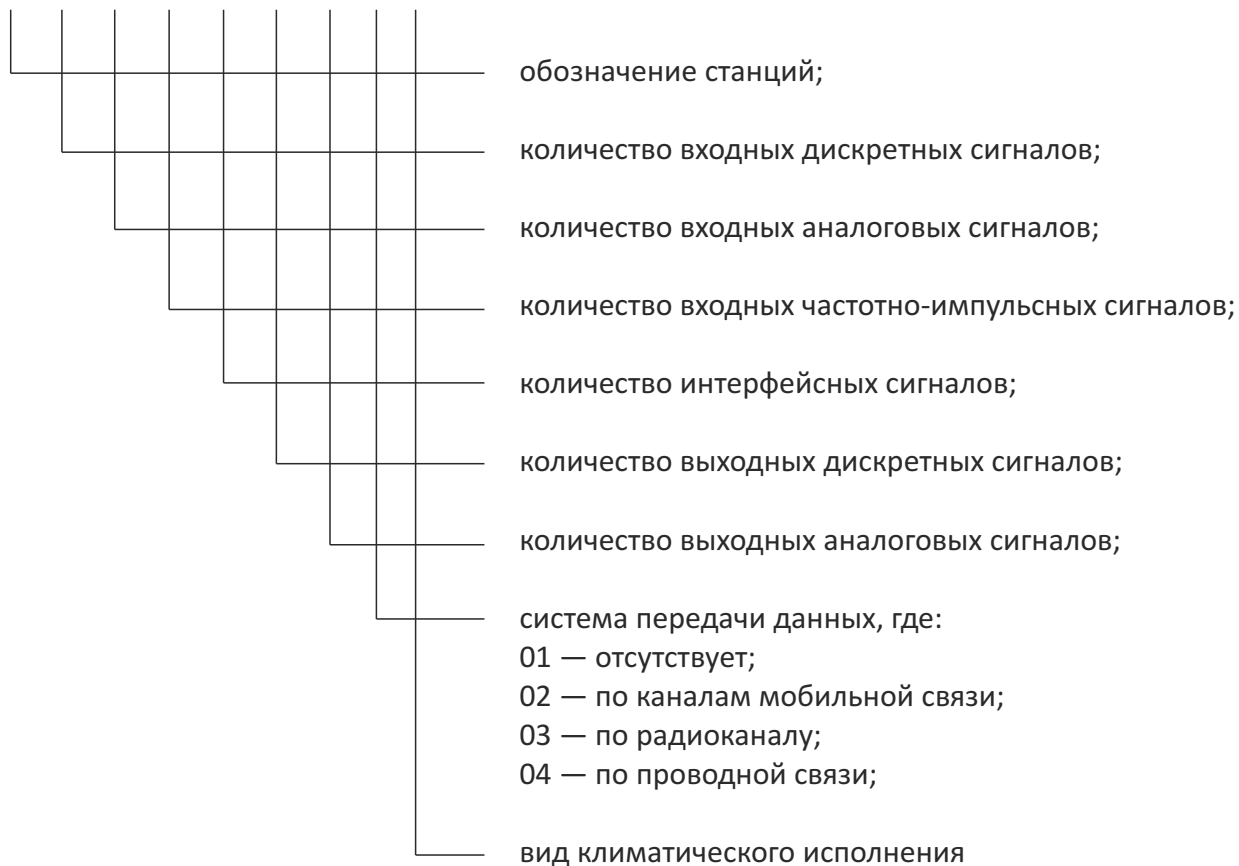 обозначение станций;
количество входных дискретных сигналов;
количество входных аналоговых сигналов;
количество входных частотно-импульсных сигналов;
количество интерфейсных сигналов;
количество выходных дискретных сигналов;
количество выходных аналоговых сигналов;
система передачи данных, где:
01 — отсутствует;
02 — по каналам мобильной связи;
03 — по радиоканалу;
04 — по проводной связи;
вид климатического исполнения